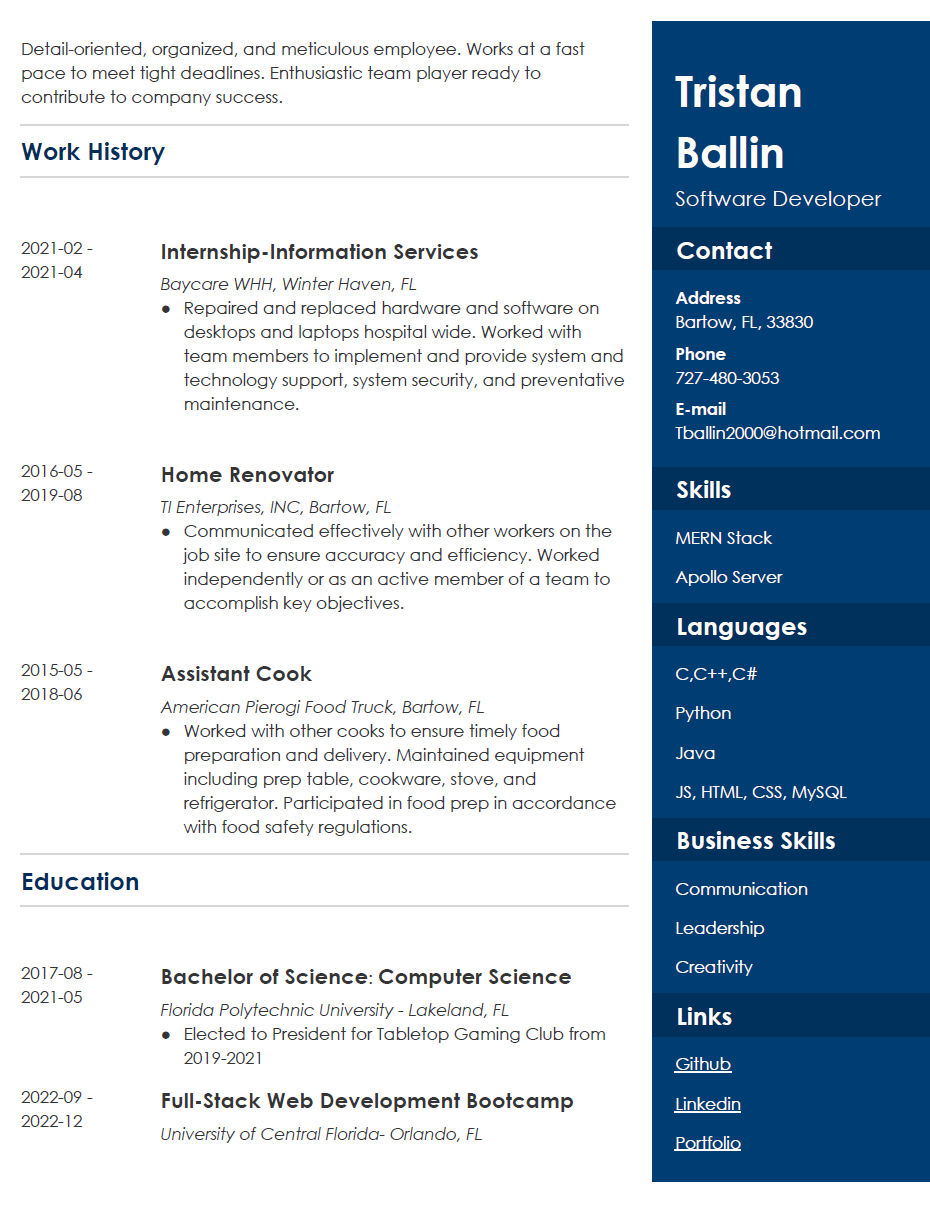 Detail-oriented, organized, and meticulous employee. Works at a fast
pace to meet tight deadlines. Enthusiastic team player ready to
contribute to company success.
Work History
2021-02 -
2021-04
Internship-Information Services
Baycare WHH, Winter Haven, FL
● Repaired and replaced hardware and software on
desktops and laptops hospital wide. Worked with
team members to implement and provide system and
technology support, system security, and preventative
maintenance.
2016-05 -
2019-08
Home Renovator
TI Enterprises, INC, Bartow, FL
● Communicated effectively with other workers on the
job site to ensure accuracy and efficiency. Worked
independently or as an active member of a team to
accomplish key objectives.
2015-05 -
2018-06
Assistant Cook
American Pierogi Food Truck, Bartow, FL
● Worked with other cooks to ensure timely food
preparation and delivery. Maintained equipment
including prep table, cookware, stove, and
refrigerator. Participated in food prep in accordance
with food safety regulations.
Education
2017-08 -
2021-05
Bachelor of Science: Computer Science
Florida Polytechnic University - Lakeland, FL
● Elected to President for Tabletop Gaming Club from
2019-2021
2022-09 -
2022-12
Full-Stack Web Development Bootcamp
University of Central Florida- Orlando, FL
Tristan
Ballin
Software Developer
Contact
Address
Bartow, FL, 33830
Phone
727-480-3053
E-mail
Tballin2000@hotmail.com
Skills
MERN Stack
Apollo Server
Languages
C,C++,C#
Python
Java
JS, HTML, CSS, MySQL
Business Skills
Communication
Leadership
Creativity
Links
Github
Linkedin
Portfolio